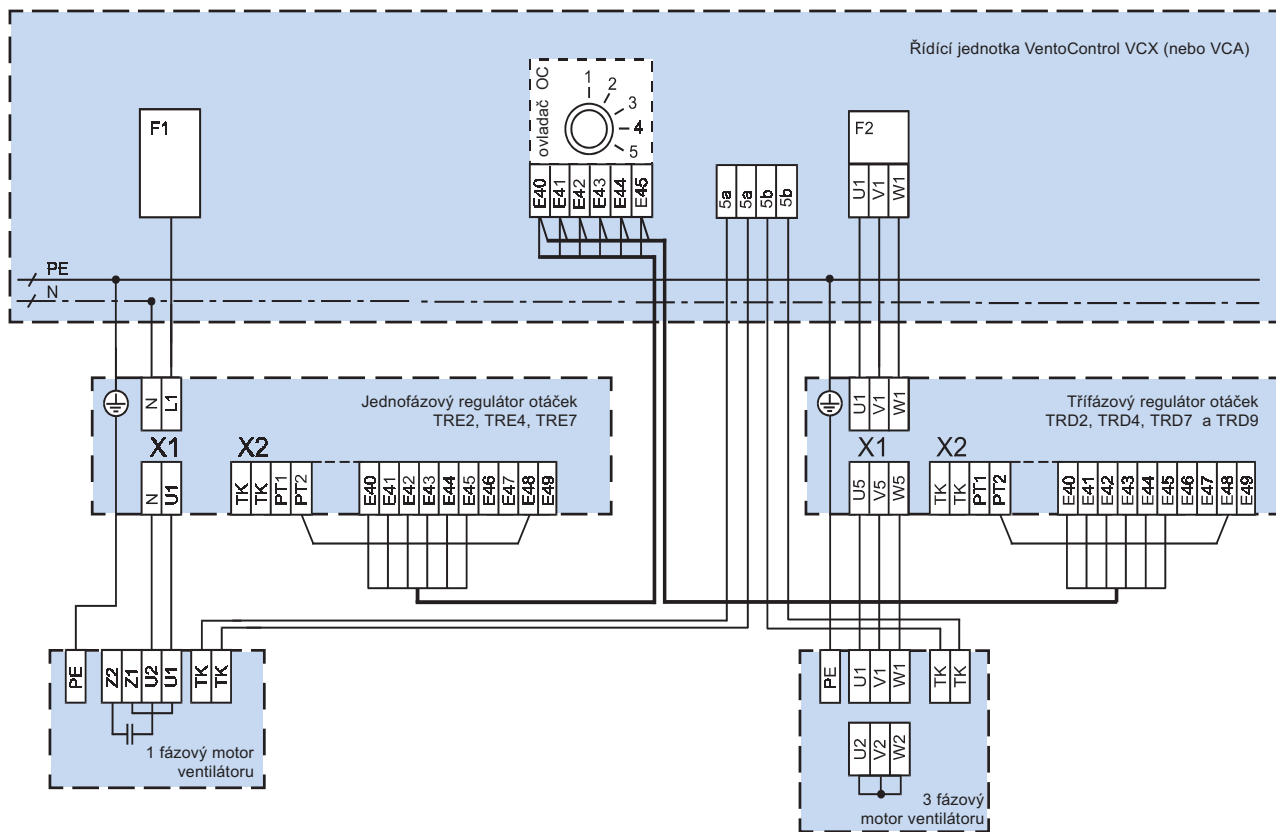 Řídící jednotka VentoControl VCX (nebo VCA)
ovladač OC
1
2
3
4
5
F1
F2
E40 E41 E42 E43 E44 E45
5a 5a 5b 5b
U1 V1 W1
PE
N
N L1
Jednofázový regulátor otáček
TRE2, TRE4, TRE7
X1 X2
N U1
TK TK PT1 PT2
E40 E41 E42 E43 E44 E45 E46 E47 E48 E49
U1 V1 W1
Třífázový regulátor otáček
TRD2, TRD4, TRD7 a TRD9
X1 X2
U5 V5 W5
TK TK PT1 PT2
E40 E41 E42 E43 E44 E45 E46 E47 E48 E49
PE
Z2 Z1 U2 U1
TK TK
1 fázový motor
ventilátoru
PE
U1 V1 W1
TK TK
U2 V2 W2
3 fázový
motor ventilátoru